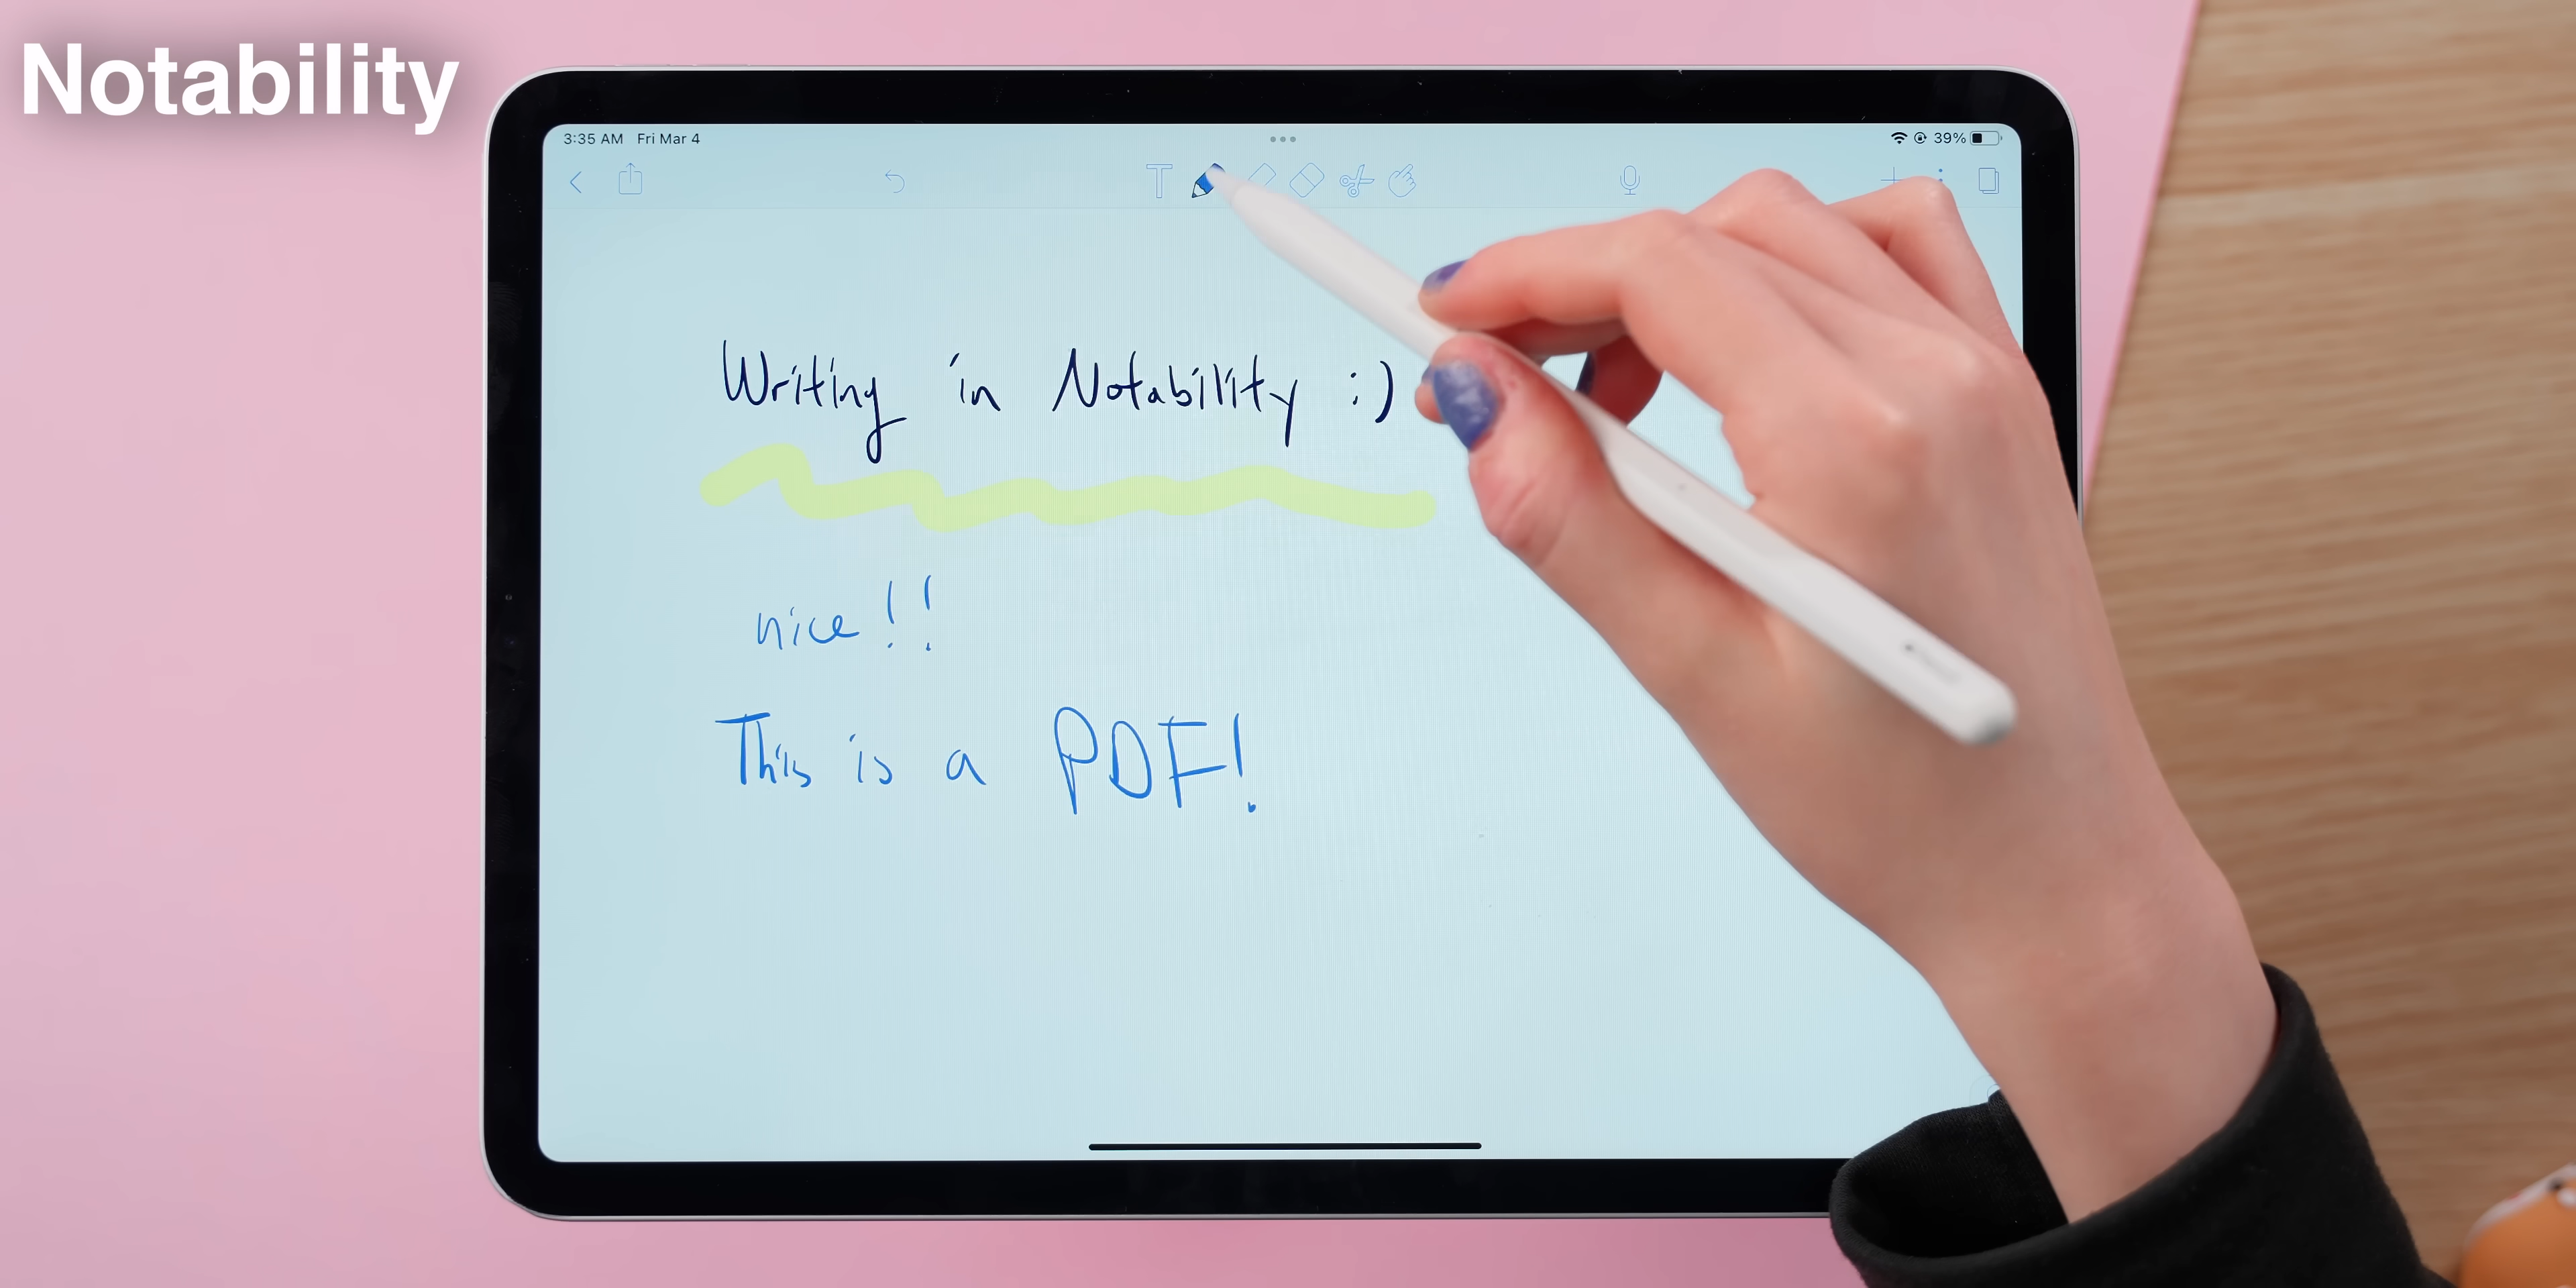 Notability
3:35 AM Fri Mar 4
39%
T
Writing in Notability :)
nice!!
This is a PDF!